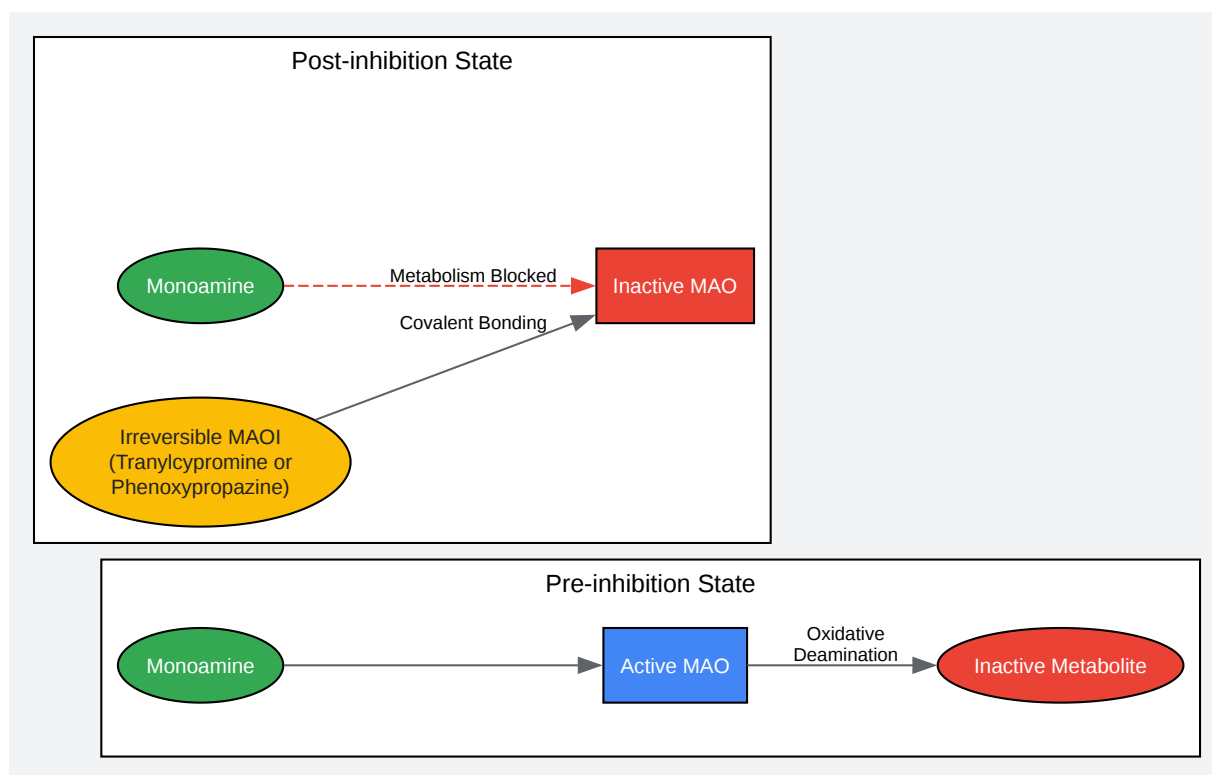 Post-inhibition State
Monoamine
Metabolism Blocked
Inactive MAO
Covalent Bonding
Irreversible MAOI
(Tranylcypromine or
Phenoxypropazine)
Pre-inhibition State
Monoamine
Active MAO
Oxidative
Deamination
Inactive Metabolite